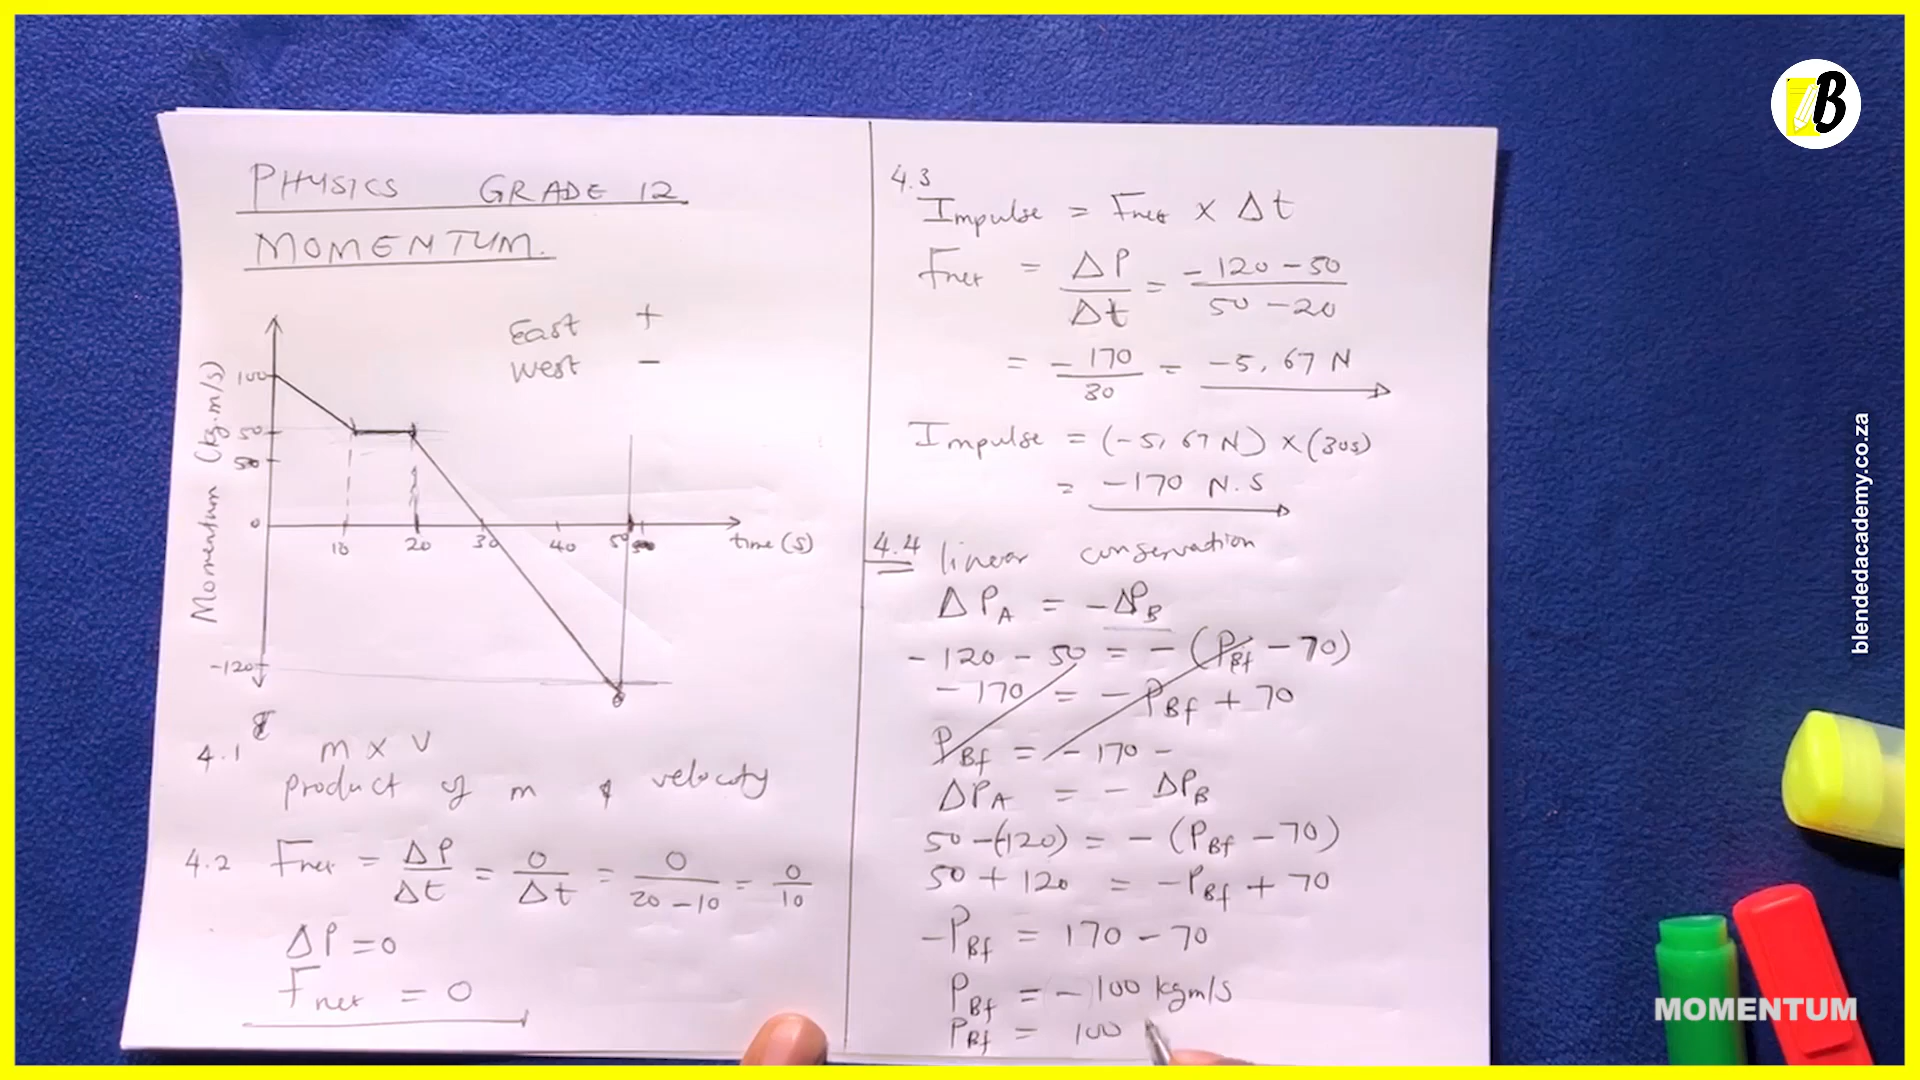 PHYSICS GRADE 12
MOMENTUM.
East +
West -
Momentum (kg.m/s)
100
50
50
0
-120
10 20 30 40 50
time (s)
4.1 m x v
product of m & velocity
4.2 Fnet = ΔP/Δt = 0/Δt = 0/20-10 = 0/10
ΔP = 0
Fnet = 0
4.3
Impulse = Fnet x Δt
Fnet = ΔP/Δt = -120-50/50-20
= -170/30 = -5,67 N
Impulse = (-5,67N) x (30s)
= -170 N.S
4.4 linear conservation
ΔPA = -ΔPB
-120 - 50 = - (PBf - 70)
-170 = - PBf + 70
PBf = -170 -
ΔPA = - ΔPB
50-(-120) = - (PBf - 70)
50 + 120 = -PBf + 70
-PBf = 170 - 70
PBf = - 100 kgm/s
PBf = 100
B
blendedacademy.co.za
MOMENTUM